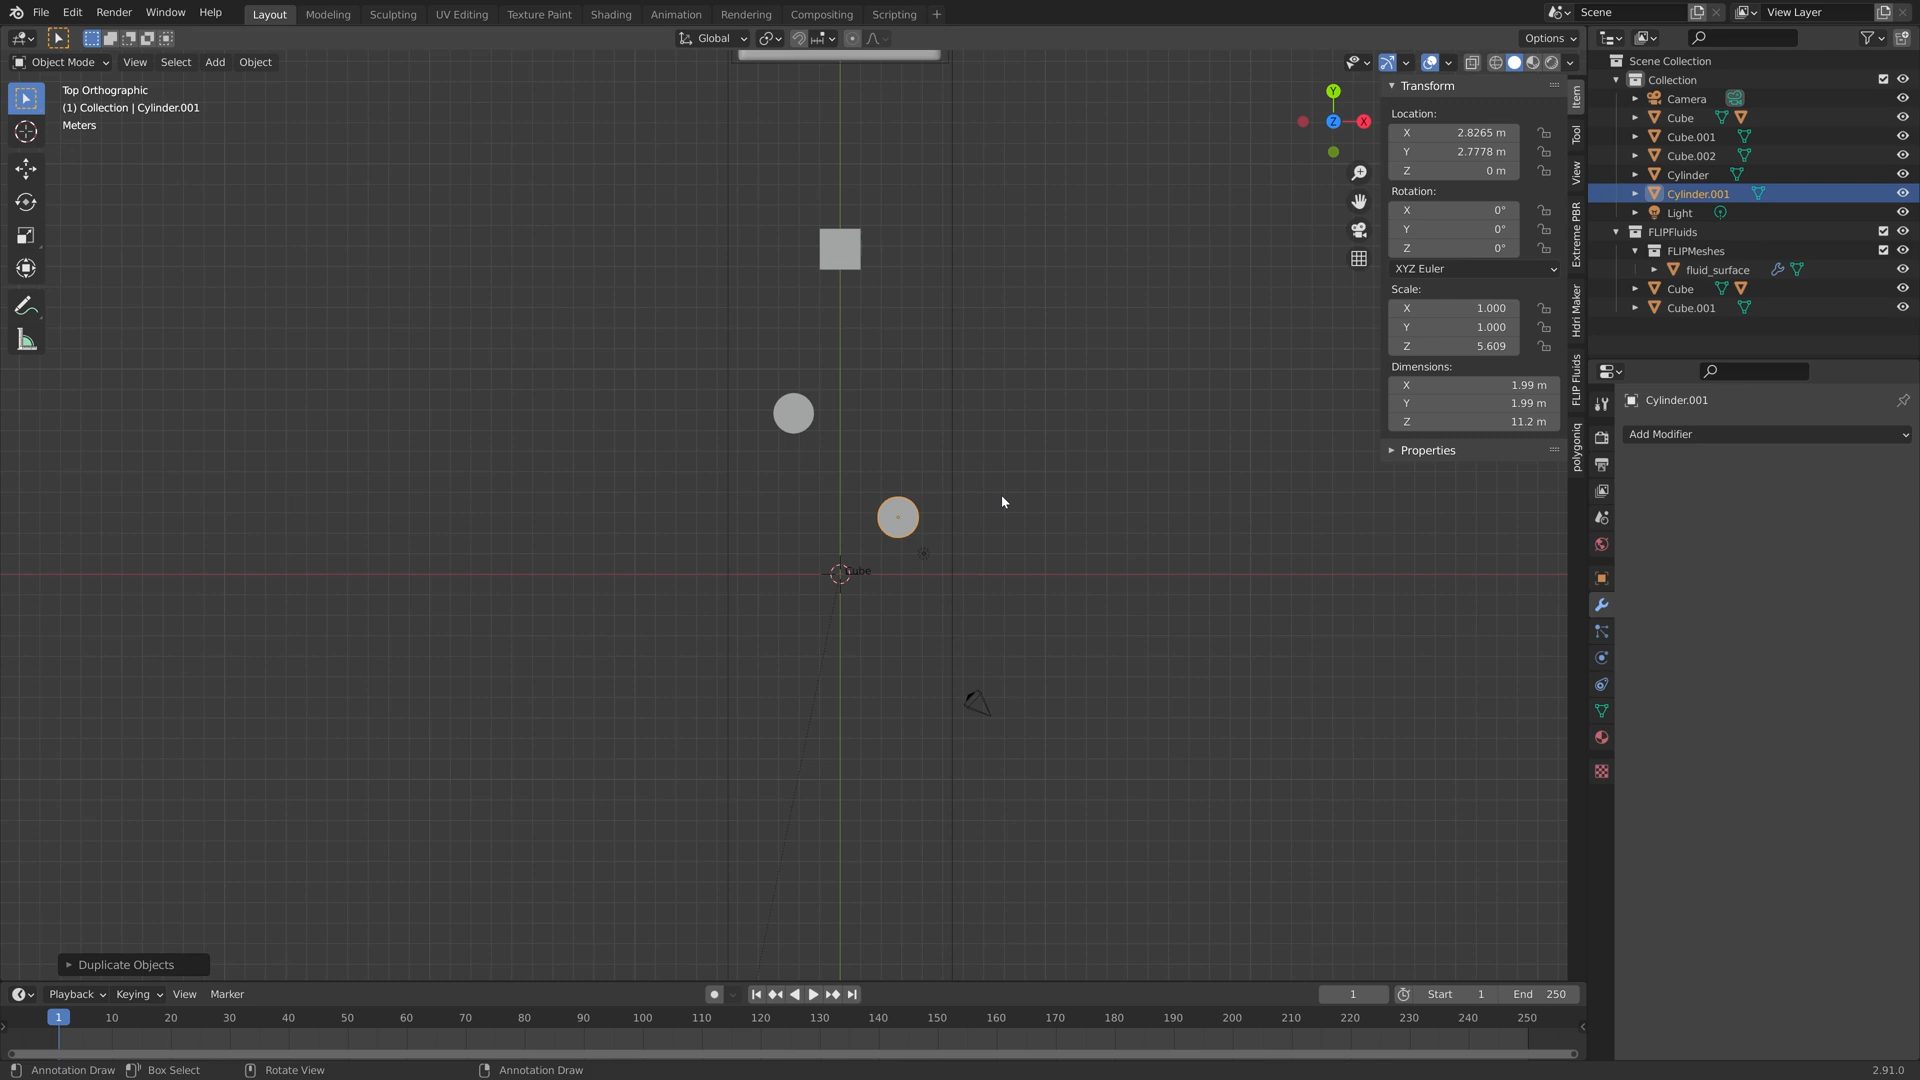 File Edit Render Window Help Layout Modeling Sculpting UV Editing Texture Paint Shading Animation Rendering Compositing Scripting + Scene View Layer
Global Options
Object Mode View Select Add Object
Top Orthographic
(1) Collection | Cylinder.001
Meters
Y
Z
X
Cube
Transform
Location:
X 2.8265 m
Y 2.7778 m
Z 0 m
Rotation:
X 0°
Y 0°
Z 0°
XYZ Euler
Scale:
X 1.000
Y 1.000
Z 5.609
Dimensions:
X 1.99 m
Y 1.99 m
Z 11.2 m
Properties
Item
Tool
View
Extreme PBR
Hdri Maker
FLIP Fluids
polygoniq
Scene Collection
Collection
Camera
Cube
Cube.001
Cube.002
Cylinder
Cylinder.001
Light
FLIPFluids
FLIPMeshes
fluid_surface
Cube
Cube.001
Cylinder.001
Add Modifier
Duplicate Objects
Playback Keying View Marker 1 Start 1 End 250
1 10 20 30 40 50 60 70 80 90 100 110 120 130 140 150 160 170 180 190 200 210 220 230 240 250
Annotation Draw Box Select Rotate View Annotation Draw 2.91.0